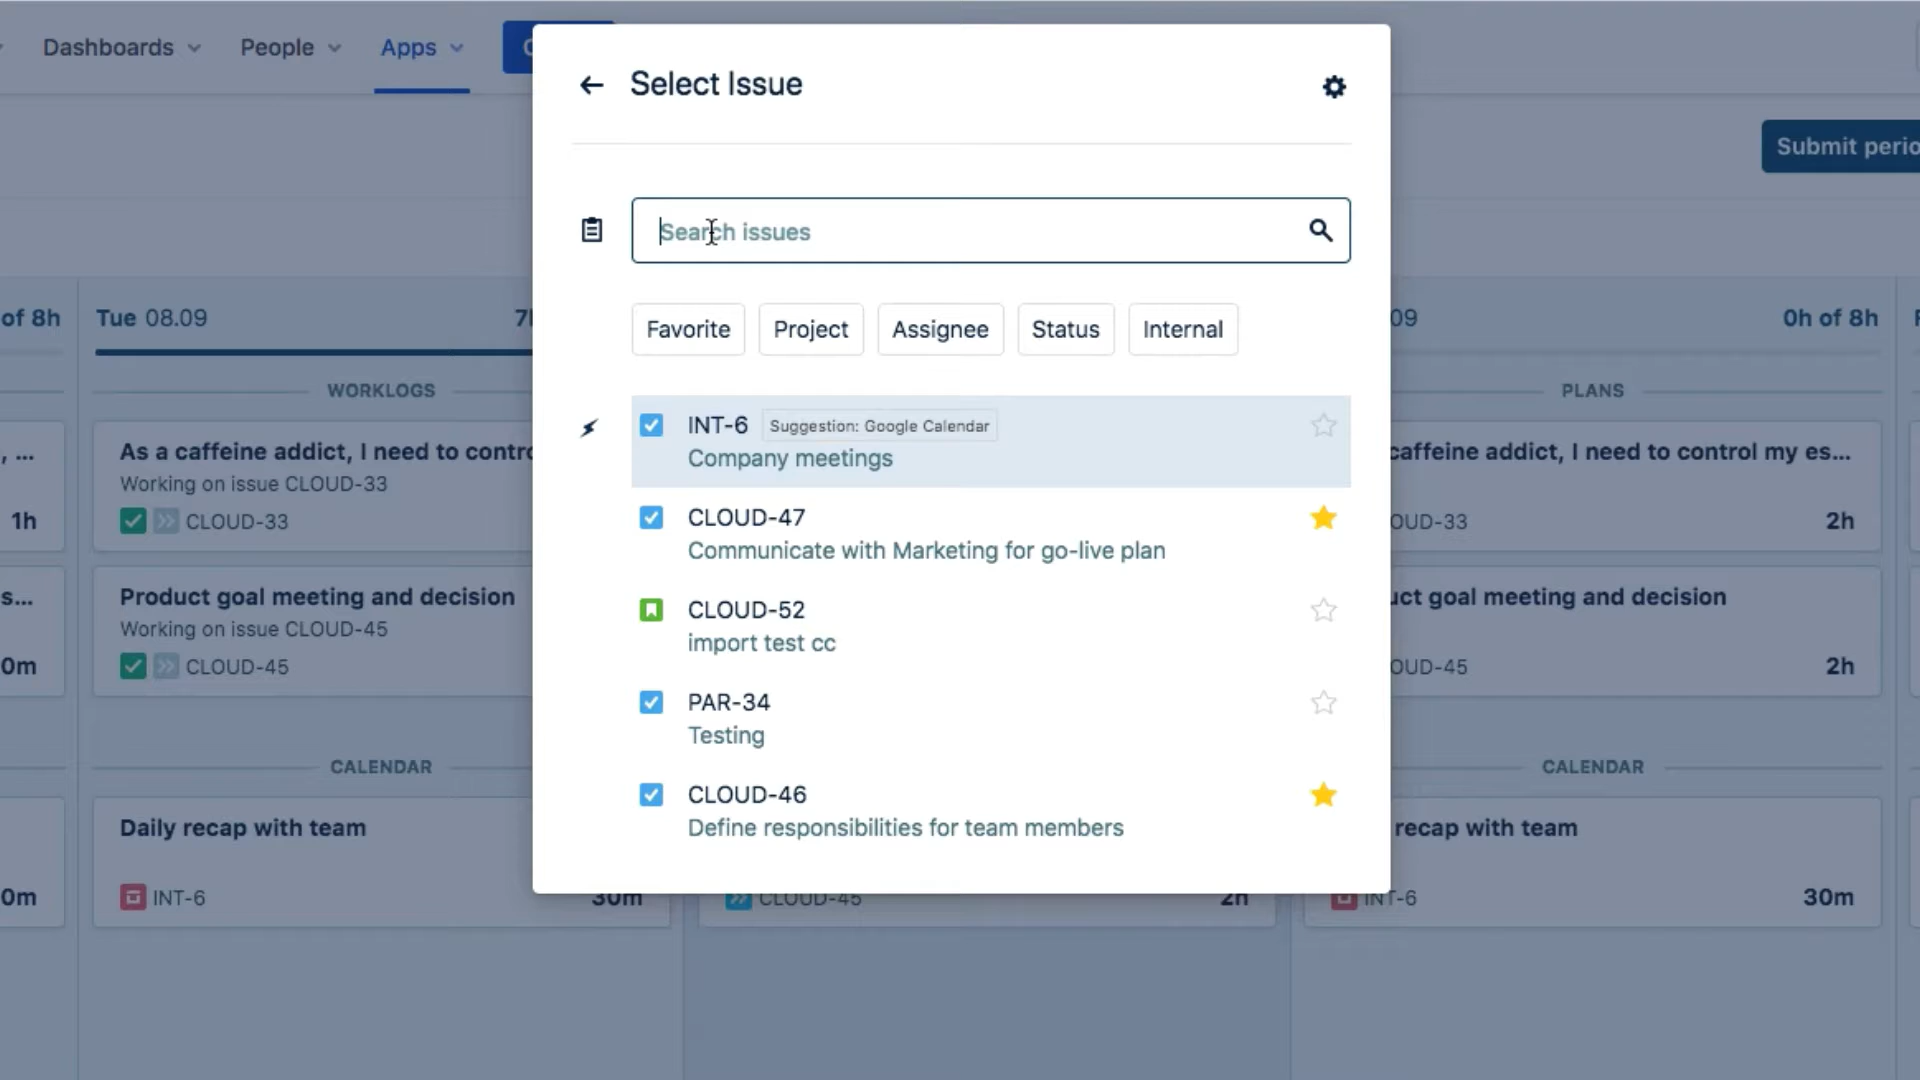 Dashboards People Apps
Select Issue
Submit perio
Search issues
Favorite Project Assignee Status Internal
of 8h
Tue 08.09
09 0h of 8h
WORKLOGS
PLANS
, ...
1h
s...
0m
0m
As a caffeine addict, I need to contro
Working on issue CLOUD-33
CLOUD-33
Product goal meeting and decision
Working on issue CLOUD-45
CLOUD-45
CALENDAR
Daily recap with team
INT-6 30m
INT-6 Suggestion: Google Calendar
Company meetings
CLOUD-47
Communicate with Marketing for go-live plan
CLOUD-52
import test cc
PAR-34
Testing
CLOUD-46
Define responsibilities for team members
CLOUD-45 2h
caffeine addict, I need to control my es...
OUD-33 2h
uct goal meeting and decision
OUD-45 2h
CALENDAR
recap with team
INT-6 30m